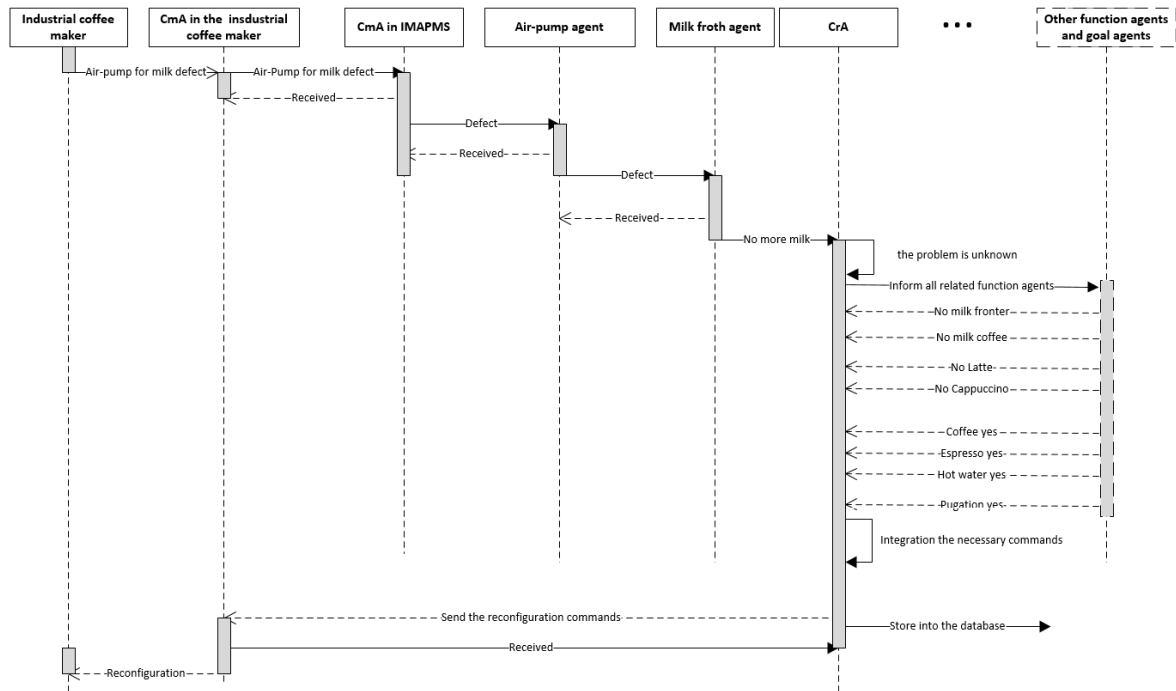 Industrial coffee
maker
CmA in the insdustrial
coffee maker
CmA in IMAPMS
Air-pump agent
Milk froth agent
CrA
...
Other function agents
and goal agents
Air-pump for milk defect
Air-Pump for milk defect
Received
Defect
Received
Defect
Received
No more milk
the problem is unknown
Inform all related function agents
No milk fronter
No milk coffee
No Latte
No Cappuccino
Coffee yes
Espresso yes
Hot water yes
Pugation yes
Integration the necessary commands
Send the reconfiguration commands
Store into the database
Received
Reconfiguration